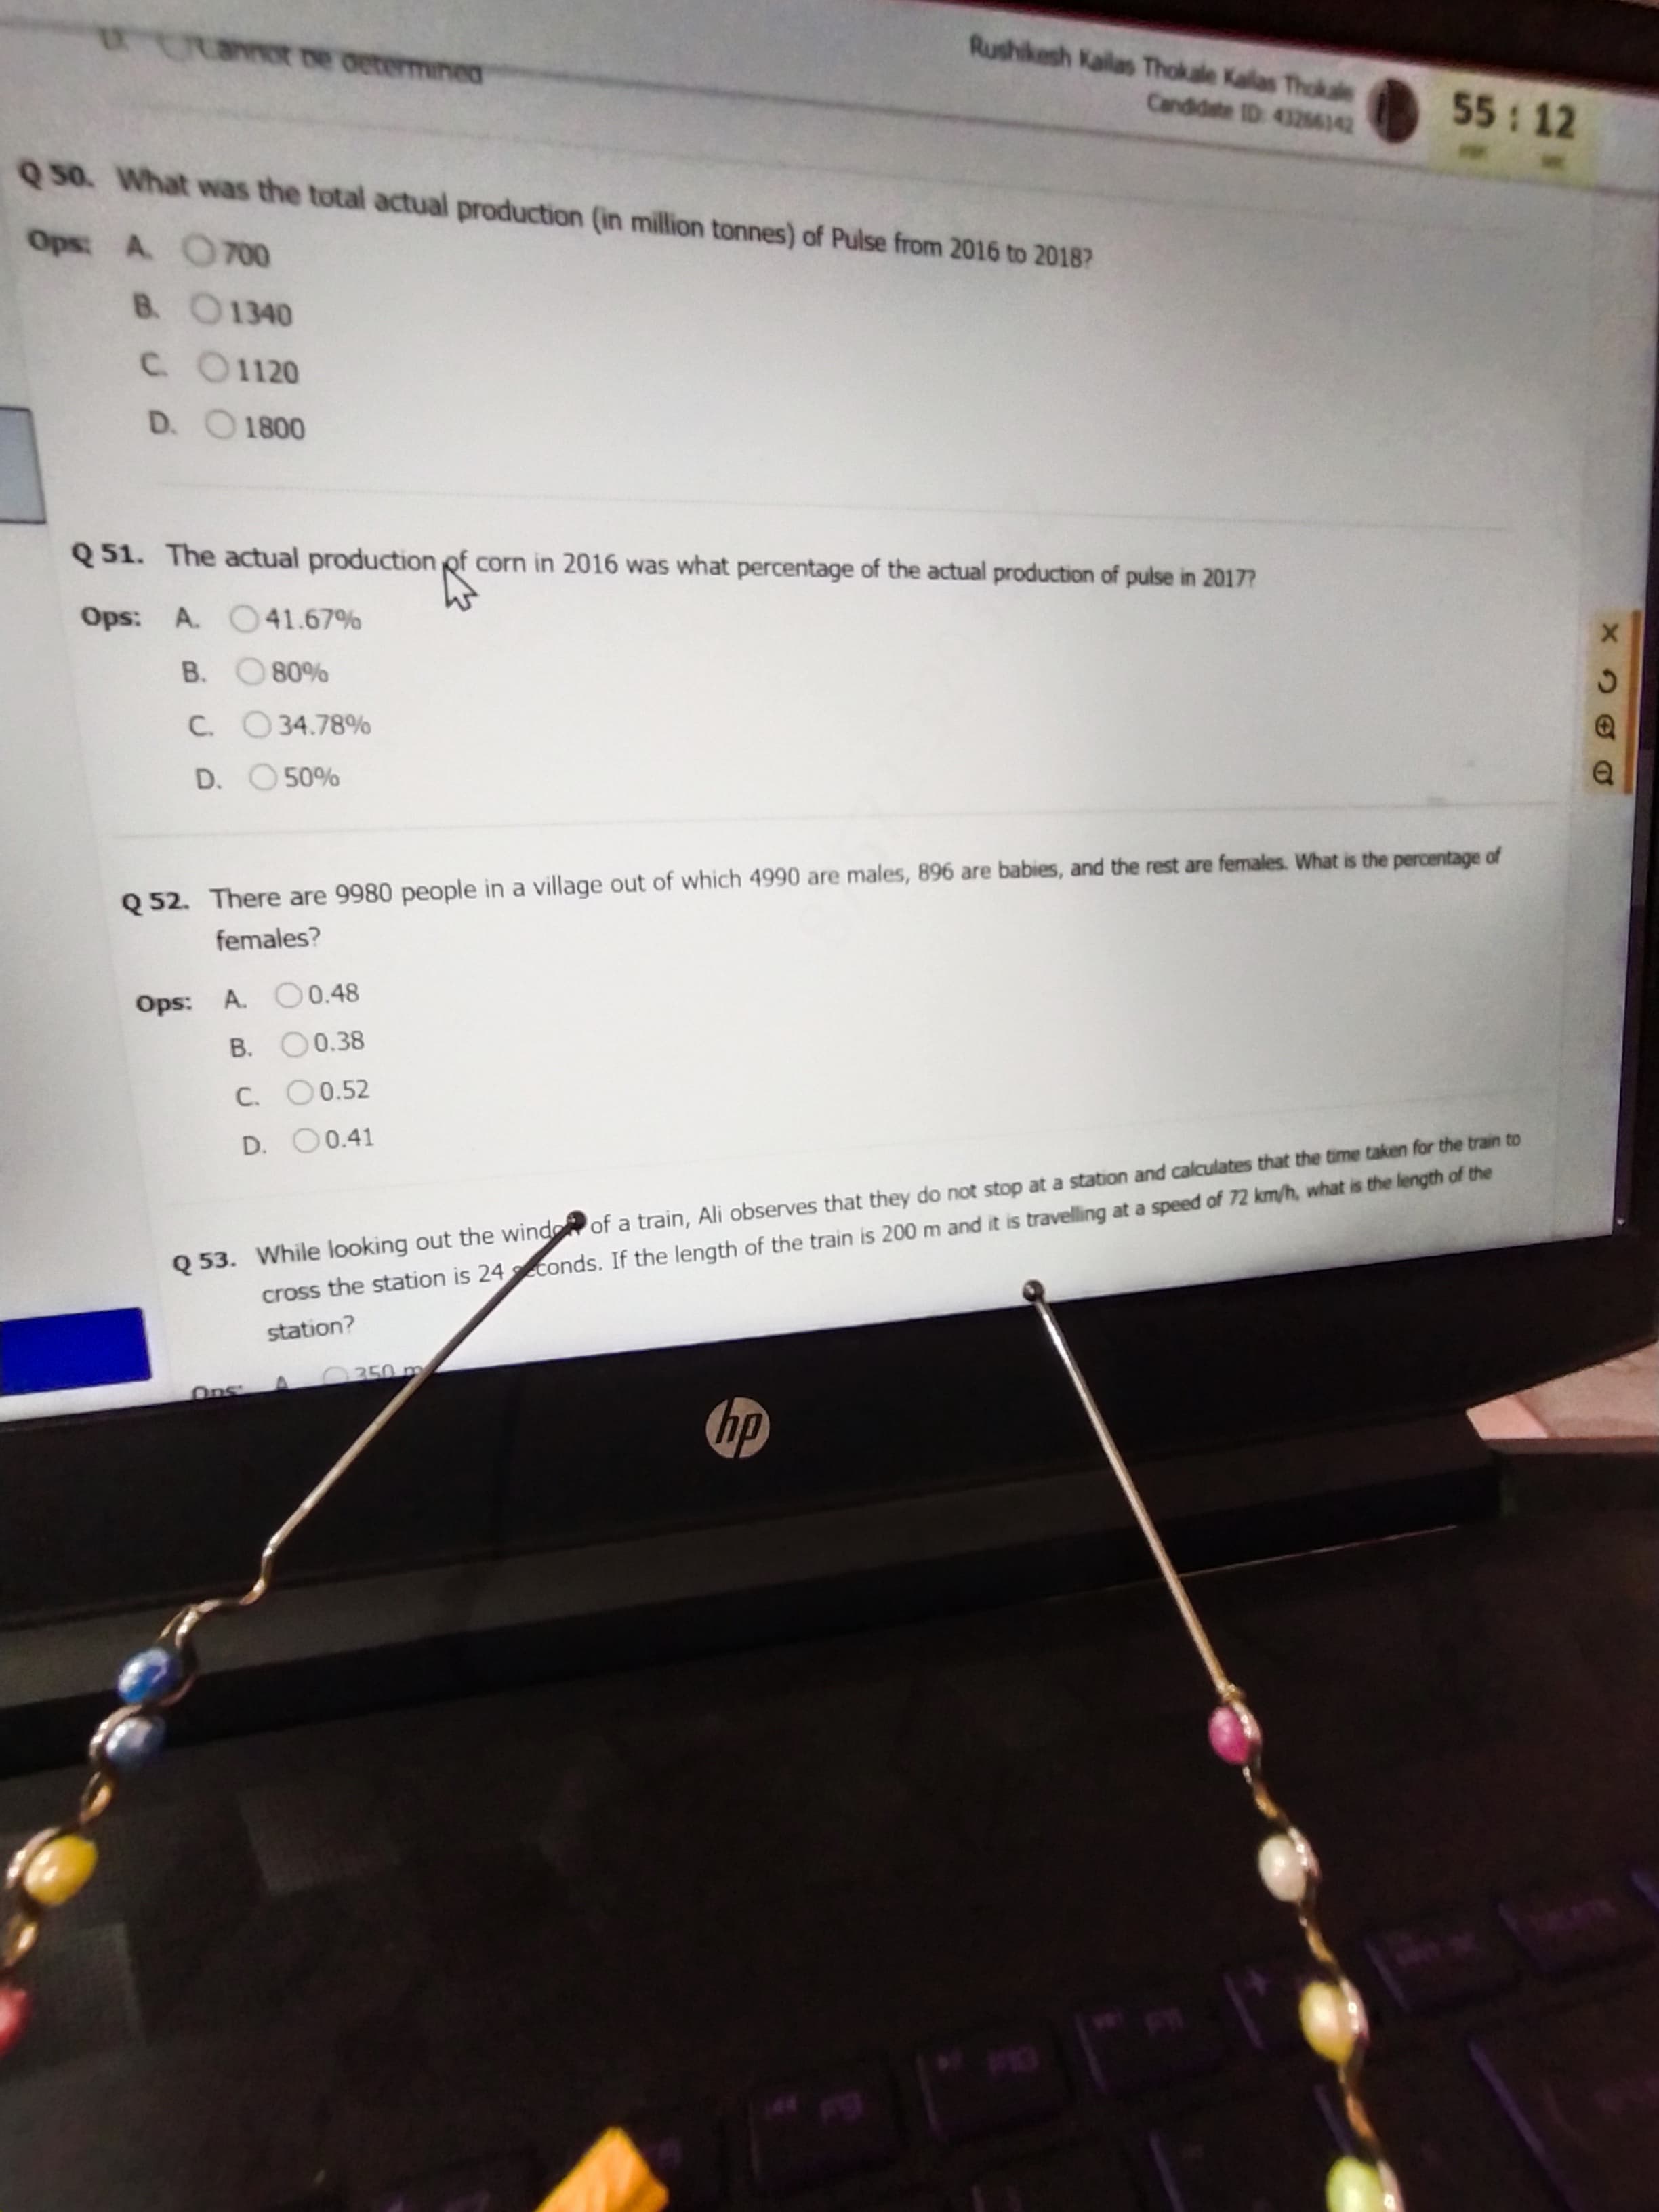 Cannot be determined
Rushikesh Kailas Thokale Kailas Thokale
Candidate ID: 43266142
55 : 12
Q 50. What was the total actual production (in million tonnes) of Pulse from 2016 to 2018?
Ops: A. 700
B. 1340
C. 1120
D. 1800
Q 51. The actual production of corn in 2016 was what percentage of the actual production of pulse in 2017?
Ops: A. 41.67%
B. 80%
C. 34.78%
D. 50%
Q 52. There are 9980 people in a village out of which 4990 are males, 896 are babies, and the rest are females. What is the percentage of
females?
Ops: A. 0.48
B. 0.38
C. 0.52
D. 0.41
Q 53. While looking out the window of a train, Ali observes that they do not stop at a station and calculates that the time taken for the train to
cross the station is 24 seconds. If the length of the train is 200 m and it is travelling at a speed of 72 km/h, what is the length of the
station?
Ops: A 350 m
hp